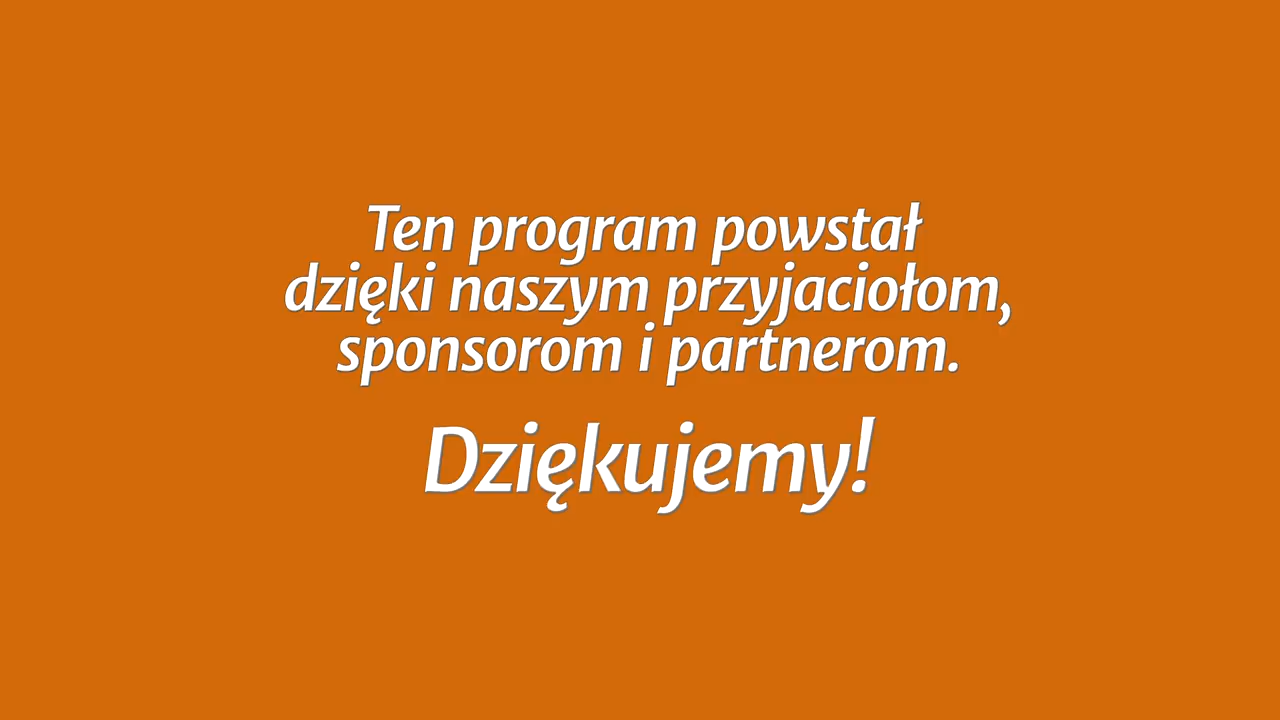 Ten program powstał
dzięki naszym przyjaciołom,
sponsorom i partnerom.
Dziękujemy!